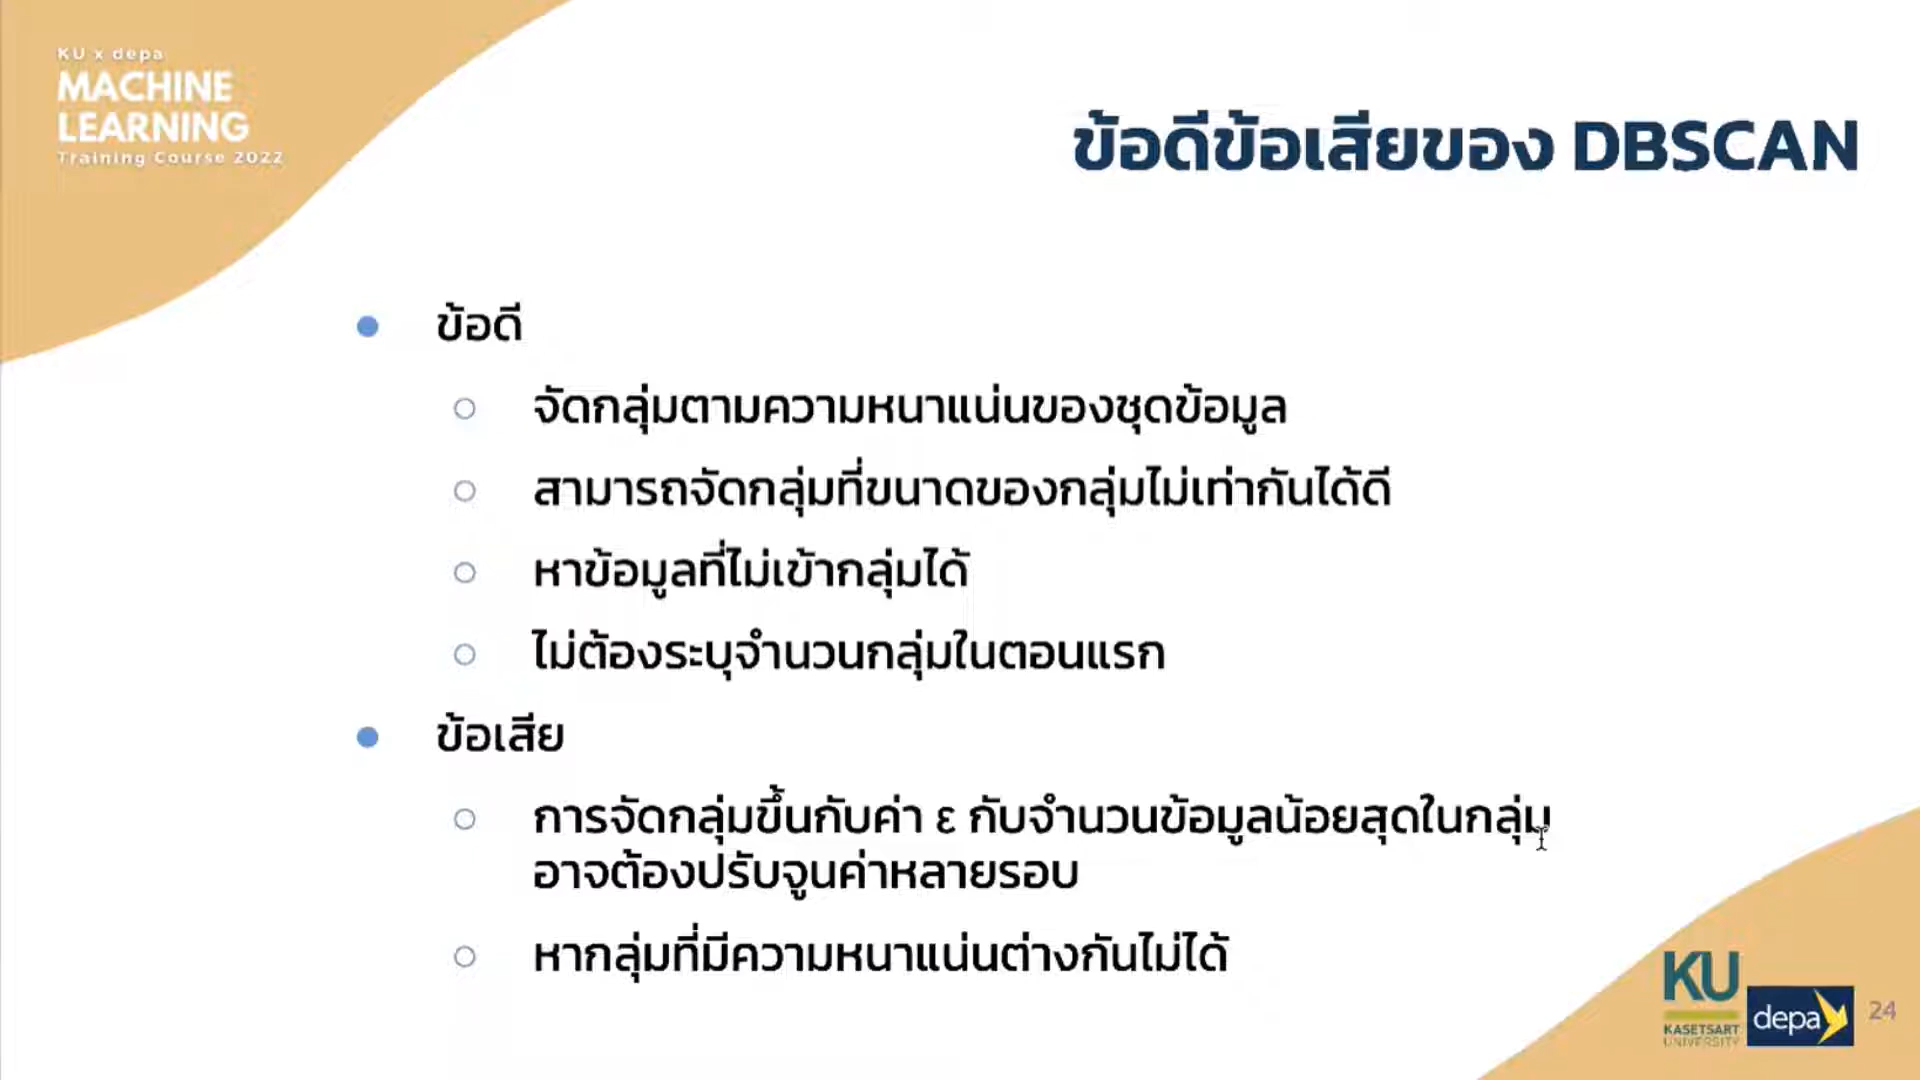 KU x depa
MACHINE
LEARNING
Training Course 2022
ข้อดีข้อเสียของ DBSCAN
ข้อดี
จัดกลุ่มตามความหนาแน่นของชุดข้อมูล
สามารถจัดกลุ่มที่ขนาดของกลุ่มไม่เท่ากันได้ดี
หาข้อมูลที่ไม่เข้ากลุ่มได้
ไม่ต้องระบุจำนวนกลุ่มในตอนแรก
ข้อเสีย
การจัดกลุ่มขึ้นกับค่า ε กับจำนวนข้อมูลน้อยสุดในกลุ่ม
อาจต้องปรับจูนค่าหลายรอบ
หากลุ่มที่มีความหนาแน่นต่างกันไม่ได้
KU
KASETSART
UNIVERSITY
depa
24